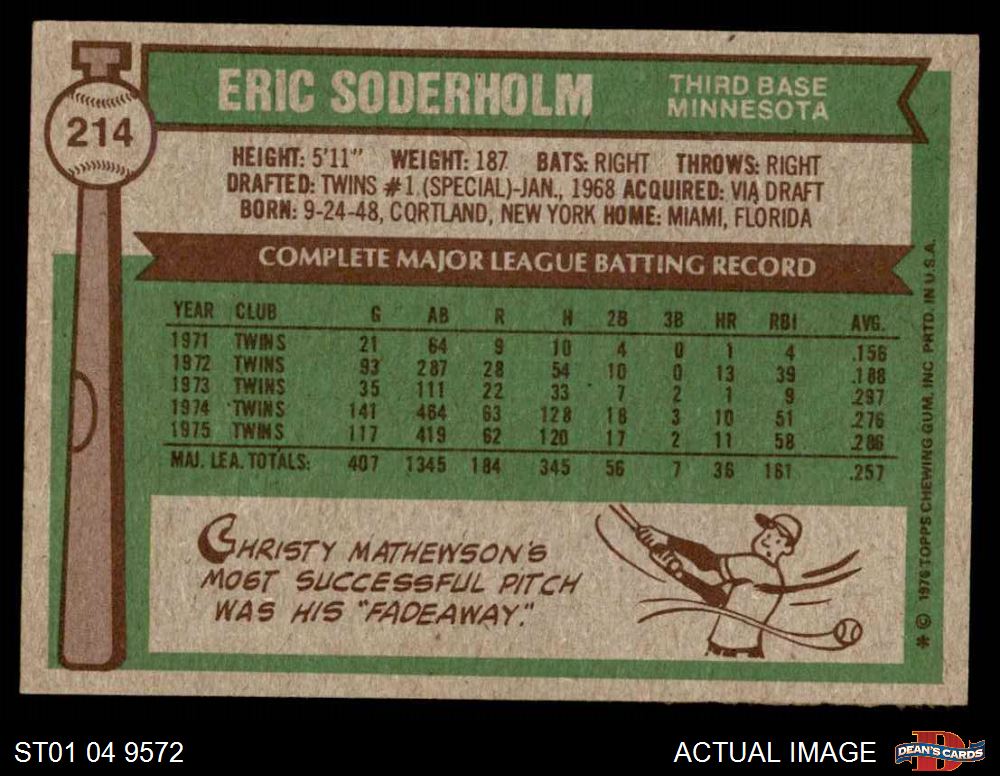 214
ERIC SODERHOLM
THIRD BASE
MINNESOTA
HEIGHT: 5'11" WEIGHT: 187 BATS: RIGHT THROWS: RIGHT
DRAFTED: TWINS #1 (SPECIAL)-JAN., 1968 ACQUIRED: VIA DRAFT
BORN: 9-24-48, CORTLAND, NEW YORK HOME: MIAMI, FLORIDA
COMPLETE MAJOR LEAGUE BATTING RECORD
YEAR CLUB G AB R H 2B 3B HR RBI AVG.
1971 TWINS 21 64 9 10 4 0 1 4 .156
1972 TWINS 93 287 28 54 10 0 13 39 .188
1973 TWINS 35 111 22 33 7 2 1 9 .297
1974 TWINS 141 464 63 128 18 3 10 51 .276
1975 TWINS 117 419 62 120 17 2 11 58 .286
MAJ. LEA. TOTALS: 407 1345 184 345 56 7 36 161 .257
CHRISTY MATHEWSON'S
MOST SUCCESSFUL PITCH
WAS HIS "FADEAWAY."
* © 1976 TOPPS CHEWING GUM, INC. PRTD. IN U.S.A.
ST01 04 9572
ACTUAL IMAGE
DEAN'S CARDS